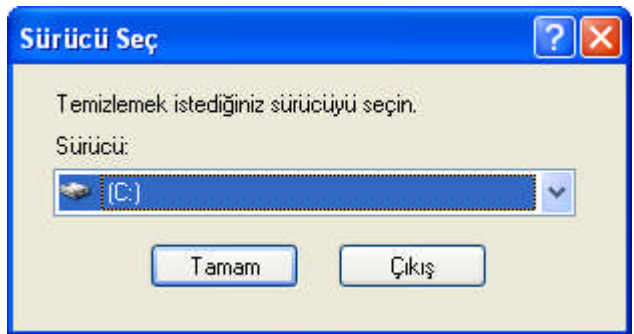 Sürücü Seç
Temizlemek istediğiniz sürücüyü seçin.
Sürücü:
(C:)
Tamam
Çıkış